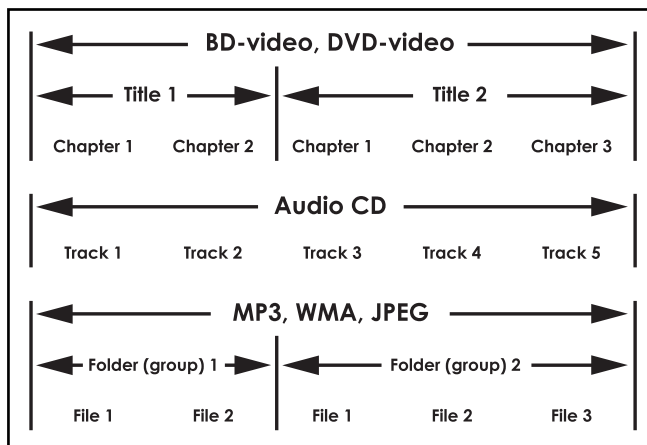 BD-video, DVD-video
Title 1 Title 2
Chapter 1 Chapter 2 Chapter 1 Chapter 2 Chapter 3
Audio CD
Track 1 Track 2 Track 3 Track 4 Track 5
MP3, WMA, JPEG
Folder (group) 1 Folder (group) 2
File 1 File 2 File 1 File 2 File 3